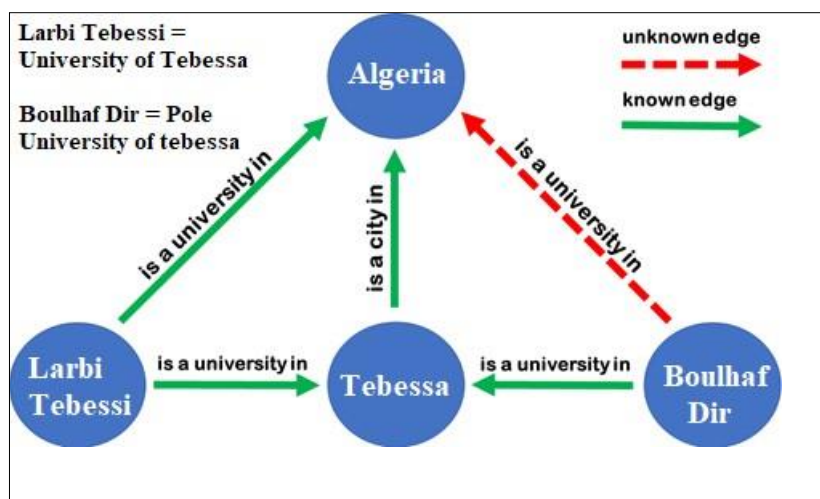 Larbi Tebessi =
University of Tebessa
Boulhaf Dir = Pole
University of tebessa
Algeria
unknown edge
known edge
is a university in
is a city in
is a university in
Larbi
Tebessi
is a university in
Tebessa
is a university in
Boulhaf
Dir